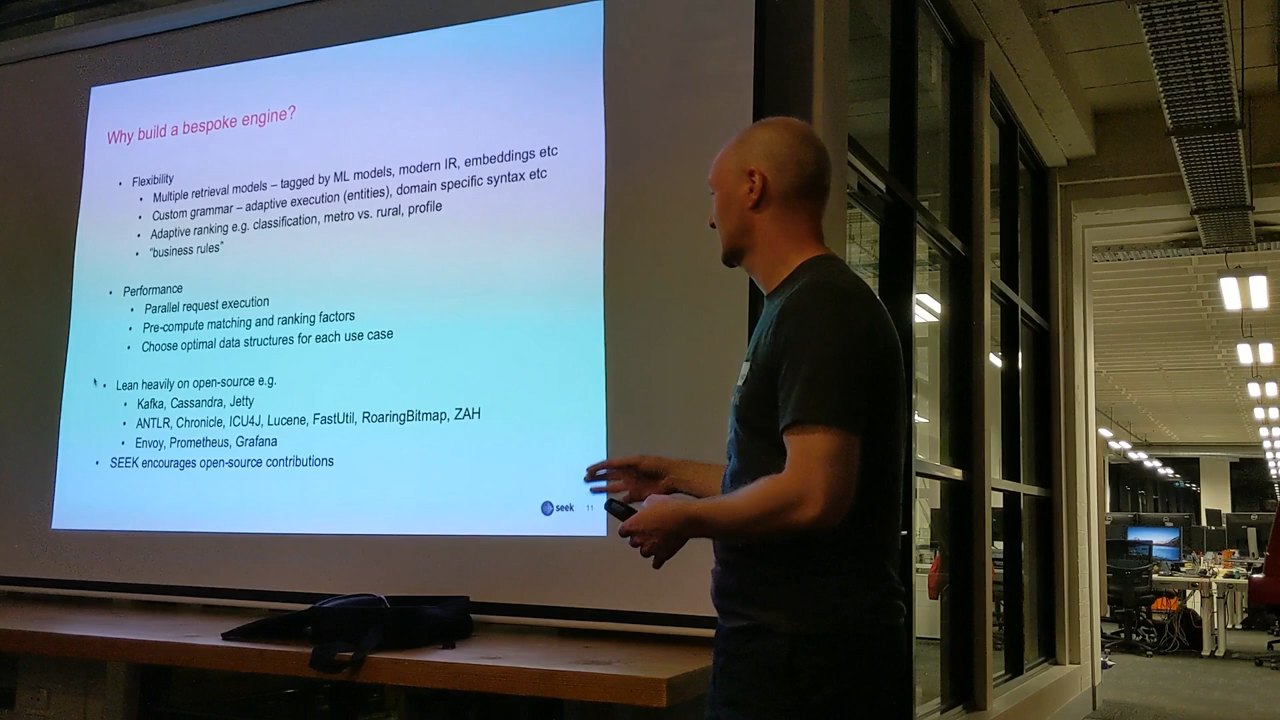 Why build a bespoke engine?
• Flexibility
• Multiple retrieval models – tagged by ML models, modern IR, embeddings etc
• Custom grammar – adaptive execution (entities), domain specific syntax etc
• Adaptive ranking e.g. classification, metro vs. rural, profile
• "business rules"
• Performance
• Parallel request execution
• Pre-compute matching and ranking factors
• Choose optimal data structures for each use case
• Lean heavily on open-source e.g.
• Kafka, Cassandra, Jetty
• ANTLR, Chronicle, ICU4J, Lucene, FastUtil, RoaringBitmap, ZAH
• Envoy, Prometheus, Grafana
• SEEK encourages open-source contributions
seek 11